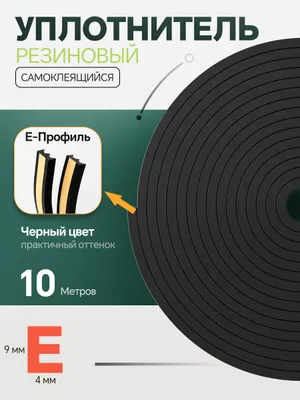 УПЛОТНИТЕЛЬ
РЕЗИНОВЫЙ
САМОКЛЕЯЩИЙСЯ
Е-Профиль
Черный цвет
практичный оттенок
10 Метров
9 мм
E
4 мм